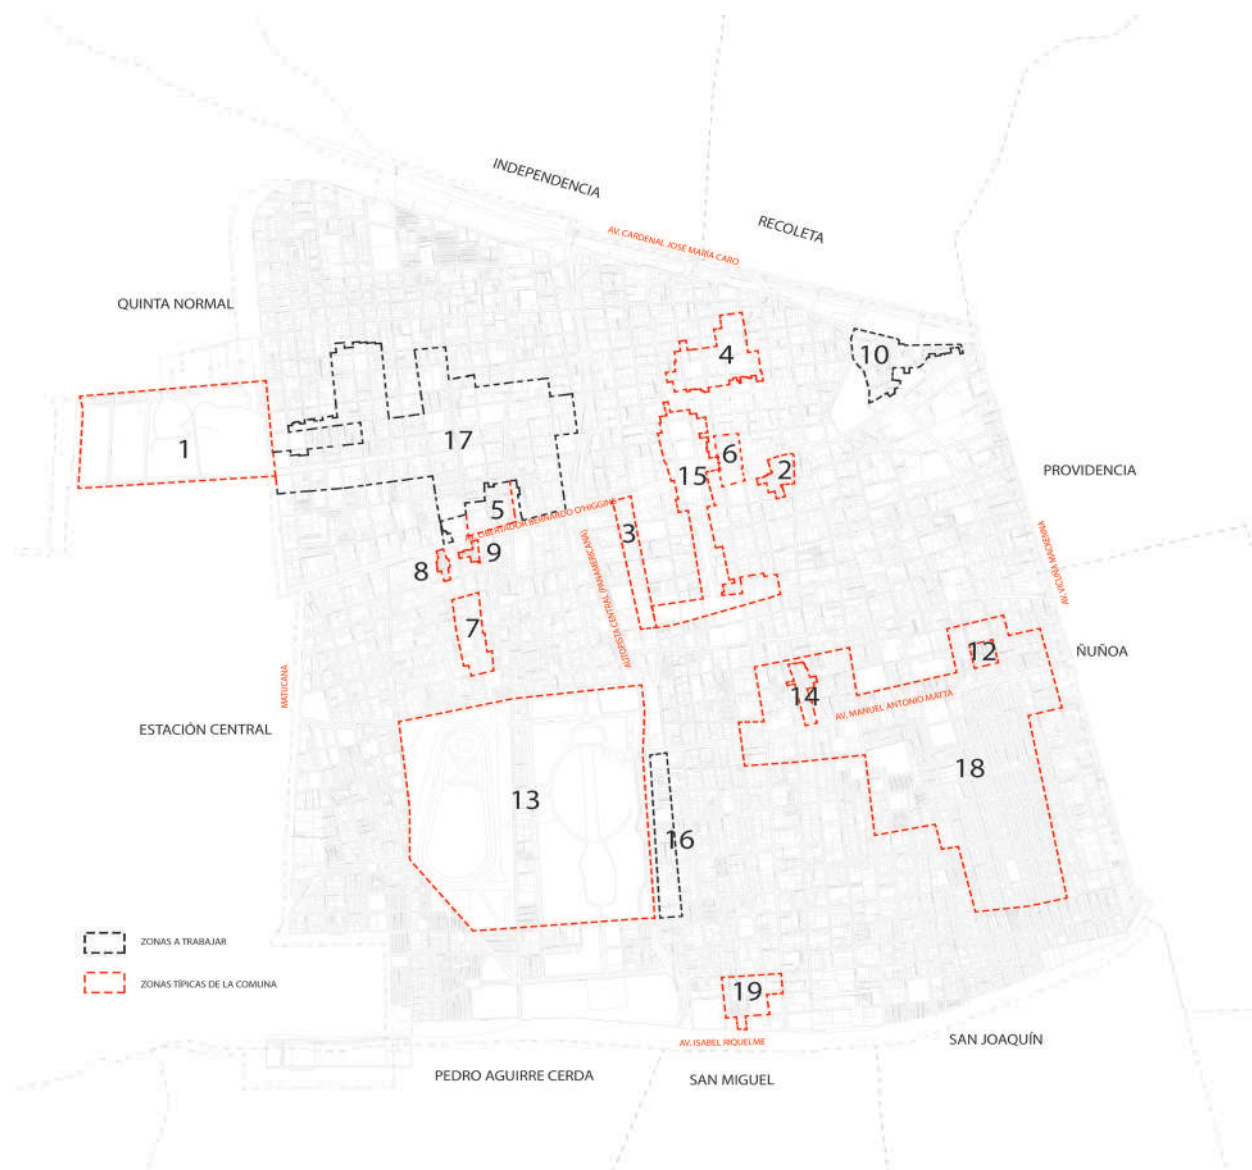 INDEPENDENCIA
RECOLETA
AV. CARDENAL JOSÉ MARÍA CARO
QUINTA NORMAL
4
10
1
17
15
6
2
PROVIDENCIA
5
AV. LIBERTADOR BERNARDO O'HIGGINS
3
9
8
AUTOPISTA CENTRAL (PANAMERICANA)
AV. VICUÑA MACKENNA
7
12
ÑUÑOA
MATUCANA
14
AV. MANUEL ANTONIO MATTA
ESTACIÓN CENTRAL
18
13
16
ZONAS A TRABAJAR
ZONAS TÍPICAS DE LA COMUNA
19
AV. ISABEL RIQUELME
SAN JOAQUÍN
PEDRO AGUIRRE CERDA
SAN MIGUEL